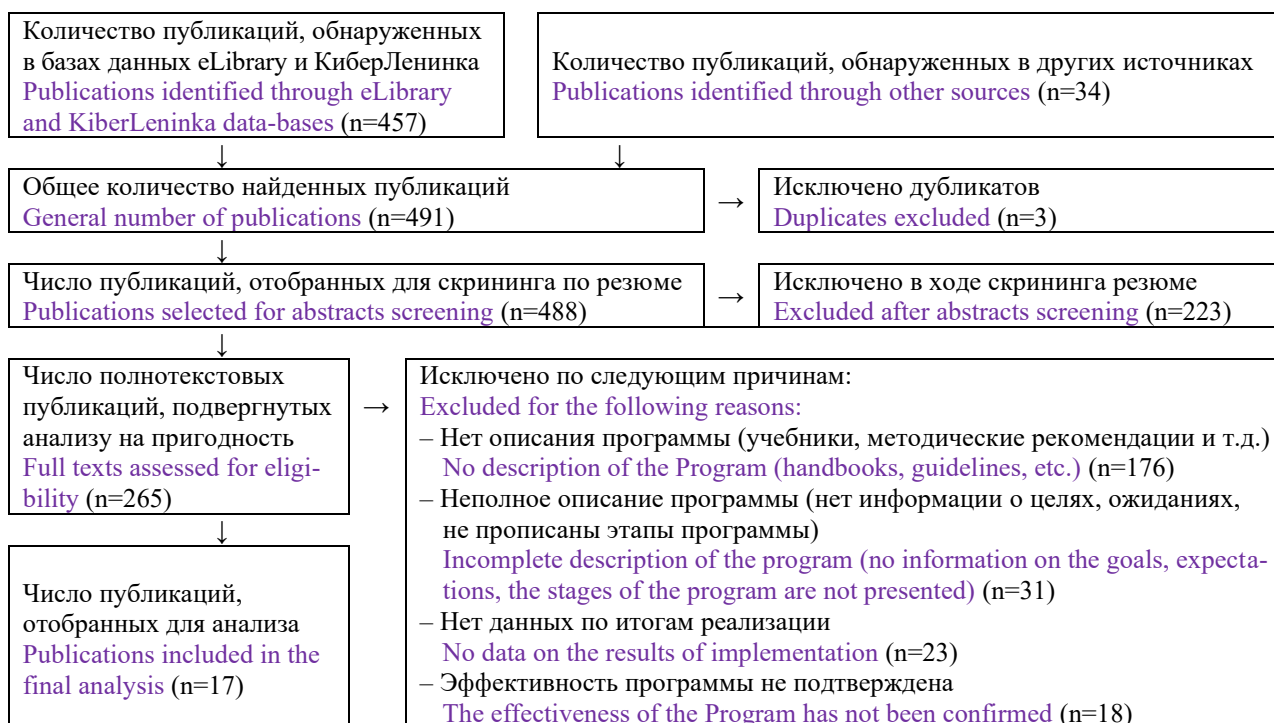 Количество публикаций, обнаруженных
в базах данных eLibrary и КиберЛенинка
Publications identified through eLibrary
and KiberLeninka data-bases (n=457)
Количество публикаций, обнаруженных в других источниках
Publications identified through other sources (n=34)
↓
↓
Общее количество найденных публикаций
General number of publications (n=491)
→
Исключено дубликатов
Duplicates excluded (n=3)
↓
Число публикаций, отобранных для скрининга по резюме
Publications selected for abstracts screening (n=488)
→
Исключено в ходе скрининга резюме
Excluded after abstracts screening (n=223)
↓
Число полнотекстовых
публикаций, подвергнутых
анализу на пригодность
Full texts assessed for eligi-
bility (n=265)
→
Исключено по следующим причинам:
Excluded for the following reasons:
– Нет описания программы (учебники, методические рекомендации и т.д.)
No description of the Program (handbooks, guidelines, etc.) (n=176)
– Неполное описание программы (нет информации о целях, ожиданиях,
не прописаны этапы программы)
Incomplete description of the program (no information on the goals, expecta-
tions, the stages of the program are not presented) (n=31)
– Нет данных по итогам реализации
No data on the results of implementation (n=23)
– Эффективность программы не подтверждена
The effectiveness of the Program has not been confirmed (n=18)
↓
Число публикаций,
отобранных для анализа
Publications included in the
final analysis (n=17)